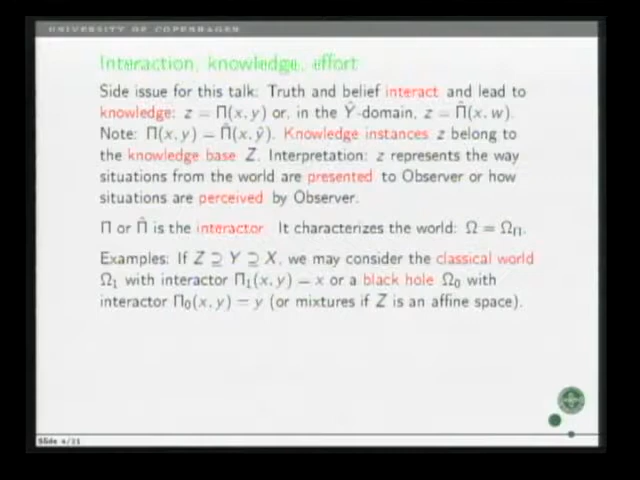 UNIVERSITY OF COPENHAGEN
Interaction, knowledge, effort
Side issue for this talk: Truth and belief interact and lead to
knowledge: z = Π(x, y) or, in the Ŷ-domain, z = Π̂(x, w).
Note: Π(x, y) = Π̂(x, ŷ). Knowledge instances z belong to
the knowledge base Z. Interpretation: z represents the way
situations from the world are presented to Observer or how
situations are perceived by Observer.
Π or Π̂ is the interactor It characterizes the world: Ω = Ω_Π.
Examples: If Z ⊇ Y ⊇ X, we may consider the classical world
Ω₁ with interactor Π₁(x, y) = x or a black hole Ω₀ with
interactor Π₀(x, y) = y (or mixtures if Z is an affine space).
Slide 4/21